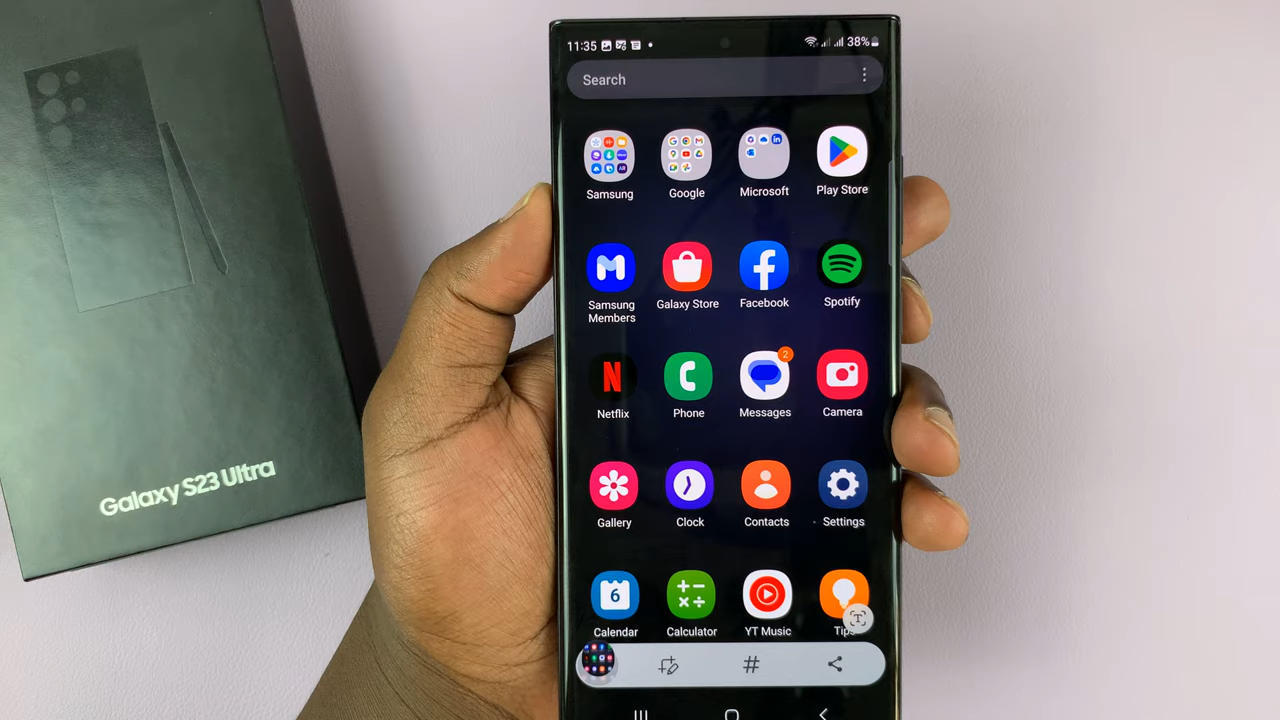 Galaxy S23 Ultra
11:35
38%
Search
Samsung
Google
Microsoft
Play Store
Samsung
Members
Galaxy Store
Facebook
Spotify
Netflix
Phone
2
Messages
Camera
Gallery
Clock
Contacts
Settings
6
Calendar
Calculator
YT Music
Tips
#